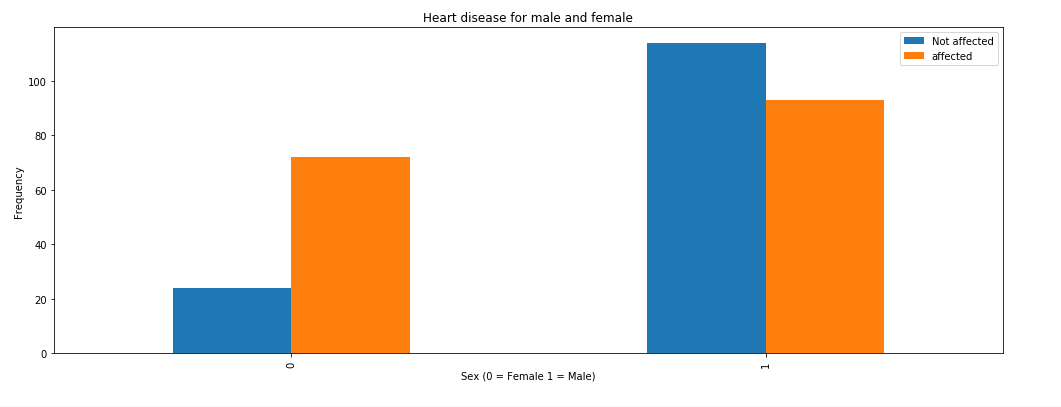 Heart disease for male and female
Not affected
affected
100
80
60
40
20
0
Frequency
0
1
Sex (0 = Female 1 = Male)